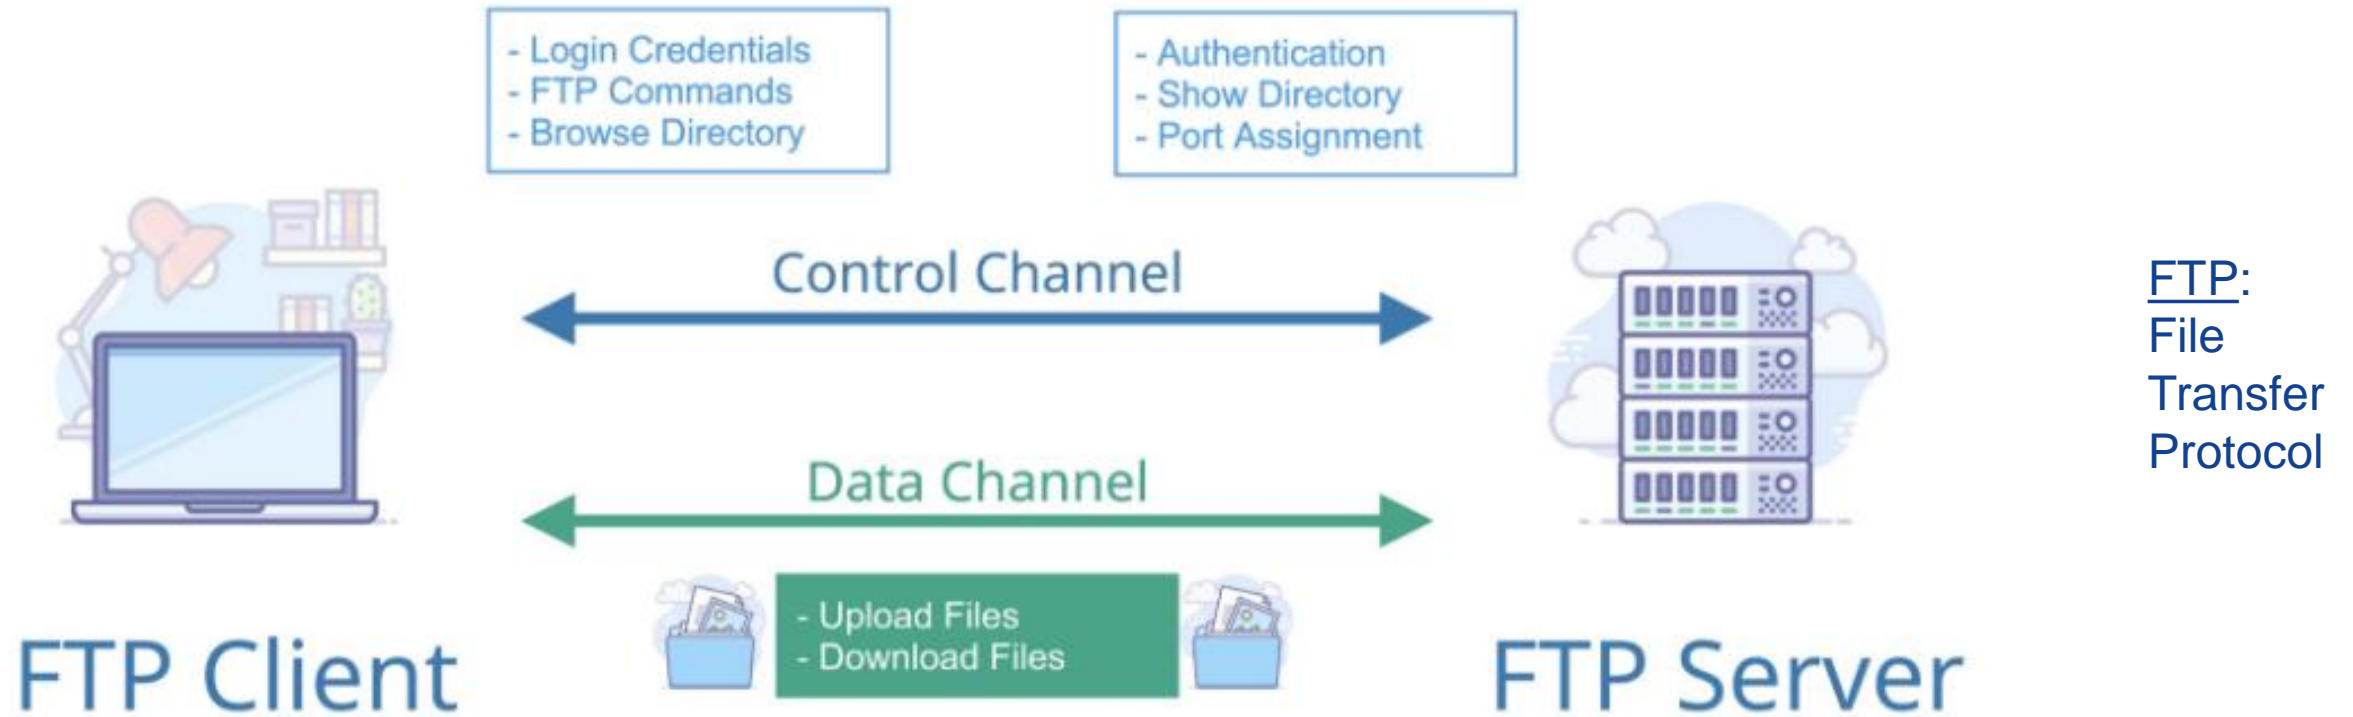 - Login Credentials
- FTP Commands
- Browse Directory
- Authentication
- Show Directory
- Port Assignment
Control Channel
Data Channel
- Upload Files
- Download Files
FTP Client
FTP Server
FTP:
File
Transfer
Protocol